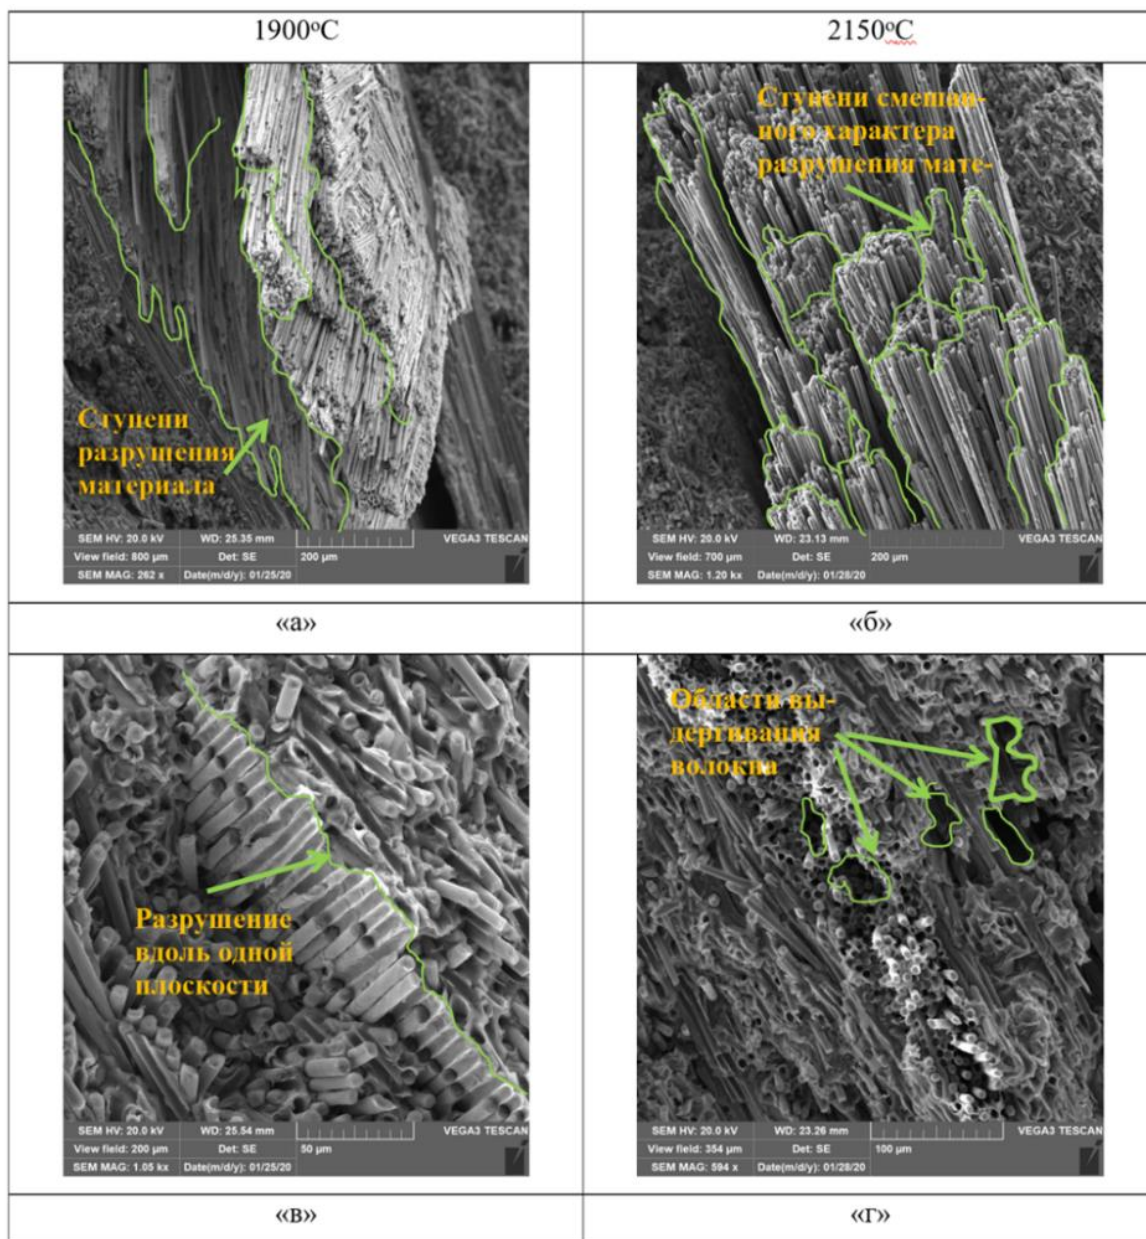 1900ºC
2150ºC
Ступени
разрушения
материала
SEM HV: 20.0 kV WD: 25.35 mm VEGA3 TESCAN
View field: 800 µm Det: SE 200 µm
SEM MAG: 262 x Date(m/d/y): 01/25/20
Ступени смешан-
ного характера
разрушения мате-
SEM HV: 20.0 kV WD: 23.13 mm VEGA3 TESCAN
View field: 700 µm Det: SE 200 µm
SEM MAG: 1.20 kx Date(m/d/y): 01/28/20
«а»
«б»
Разрушение
вдоль одной
плоскости
SEM HV: 20.0 kV WD: 25.54 mm VEGA3 TESCAN
View field: 200 µm Det: SE 50 µm
SEM MAG: 1.05 kx Date(m/d/y): 01/25/20
Области вы-
дергивания
волокна
SEM HV: 20.0 kV WD: 23.26 mm VEGA3 TESCAN
View field: 354 µm Det: SE 100 µm
SEM MAG: 594 x Date(m/d/y): 01/28/20
«в»
«г»